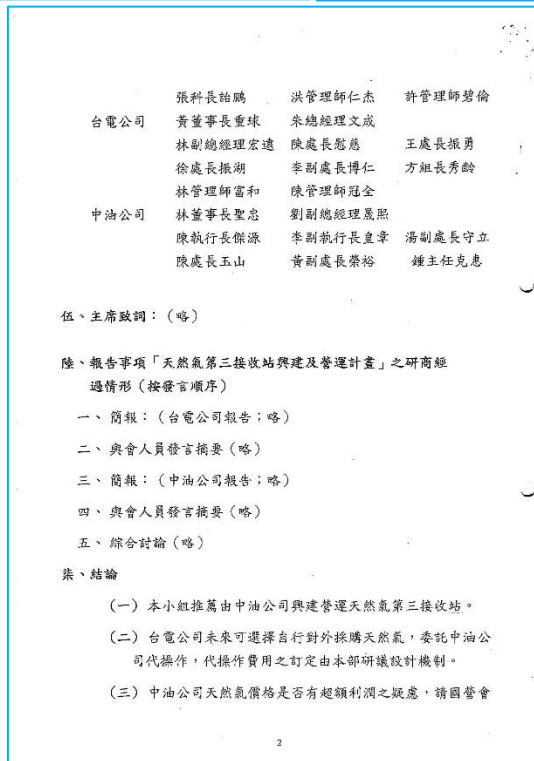 張科長詒鵬 洪管理師仁杰 許管理師碧倫
台電公司 黃董事長重球 朱總經理文成
林副總經理宏遠 陳處長慰慈 王處長振勇
徐處長振湖 李副處長博仁 方組長秀齡
林管理師富和 陳管理師冠全
中油公司 林董事長聖忠 劉副總經理晟熙
陳執行長傑源 李副執行長皇章 湯副處長守立
陳處長玉山 黃副處長榮裕 鍾主任克惠
伍、主席致詞：（略）
陸、報告事項「天然氣第三接收站興建及營運計畫」之研商經
過情形（按發言順序）
一、簡報：（台電公司報告；略）
二、與會人員發言摘要（略）
三、簡報：（中油公司報告；略）
四、與會人員發言摘要（略）
五、綜合討論（略）
柒、結論
（一）本小組推薦由中油公司興建營運天然氣第三接收站。
（二）台電公司未來可選擇自行對外採購天然氣，委託中油公
司代操作，代操作費用之訂定由本部研議設計機制。
（三）中油公司天然氣價格是否有超額利潤之疑慮，請國營會
2